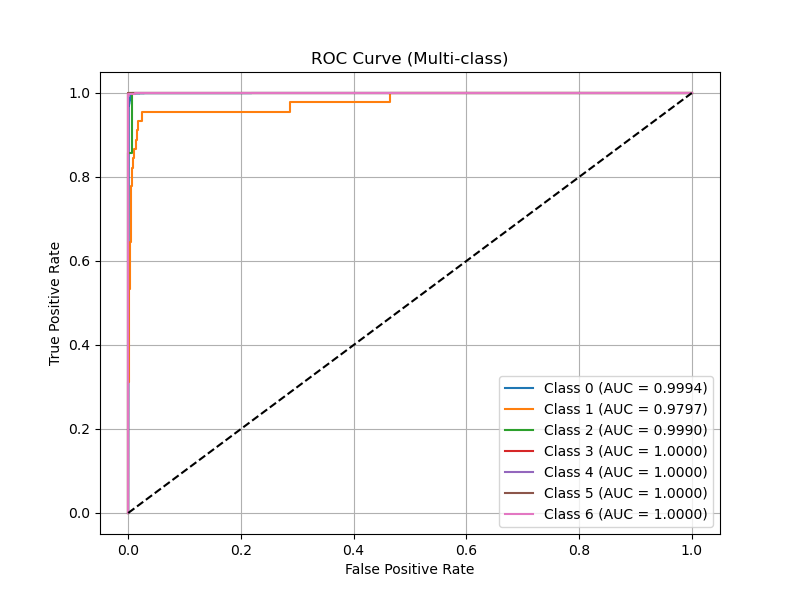 ROC Curve (Multi-class)
True Positive Rate
1.0
0.8
0.6
0.4
0.2
0.0
Class 0 (AUC = 0.9994)
Class 1 (AUC = 0.9797)
Class 2 (AUC = 0.9990)
Class 3 (AUC = 1.0000)
Class 4 (AUC = 1.0000)
Class 5 (AUC = 1.0000)
Class 6 (AUC = 1.0000)
0.0 0.2 0.4 0.6 0.8 1.0
False Positive Rate